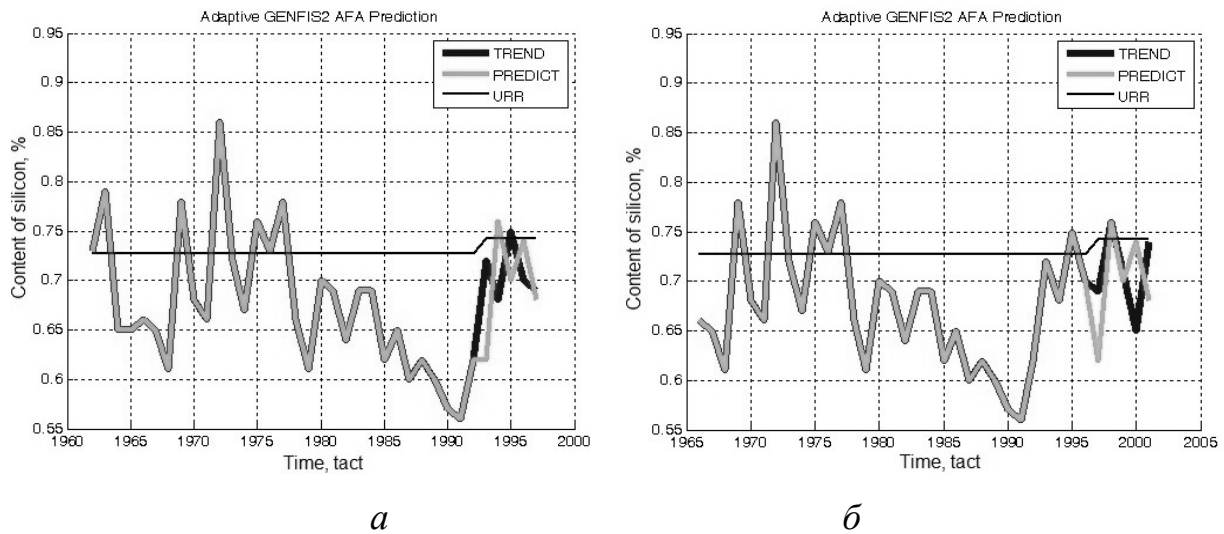 Adaptive GENFIS2 AFA Prediction
0.95
0.9
0.85
0.8
0.75
0.7
0.65
0.6
0.55
Content of silicon, %
TREND
PREDICT
URR
1960 1965 1970 1975 1980 1985 1990 1995 2000
Time, tact
а
Adaptive GENFIS2 AFA Prediction
0.95
0.9
0.85
0.8
0.75
0.7
0.65
0.6
0.55
Content of silicon, %
TREND
PREDICT
URR
1965 1970 1975 1980 1985 1990 1995 2000 2005
Time, tact
б